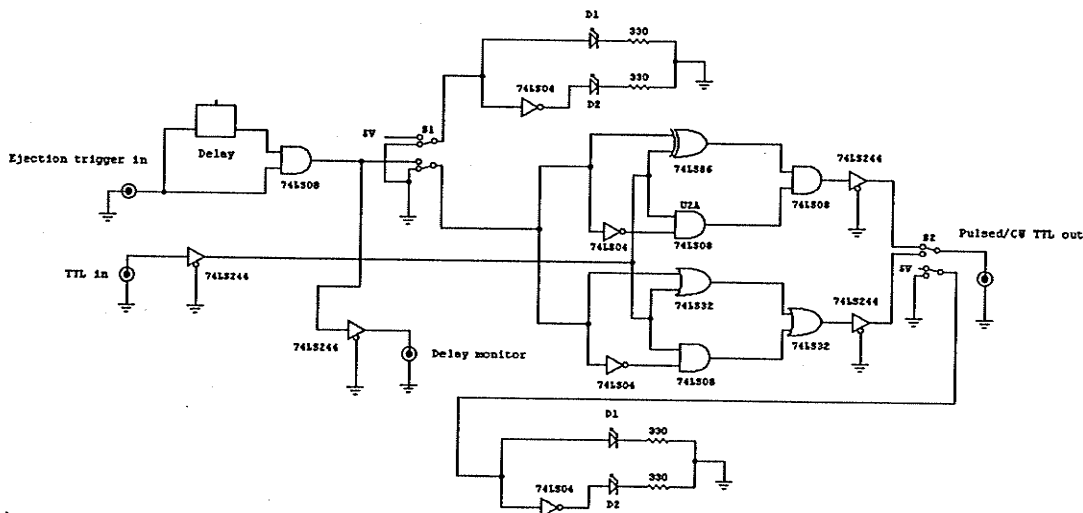 D1
330
330
74LS04
D2
5V
S1
Ejection trigger in
Delay
74LS08
74LS86
74LS244
74LS08
U2A
74LS04
74LS08
S2
Pulsed/CW TTL out
TTL in
74LS244
5V
74LS32
74LS244
74LS32
74LS244
Delay monitor
74LS04
74LS08
D1
330
330
74LS04
D2